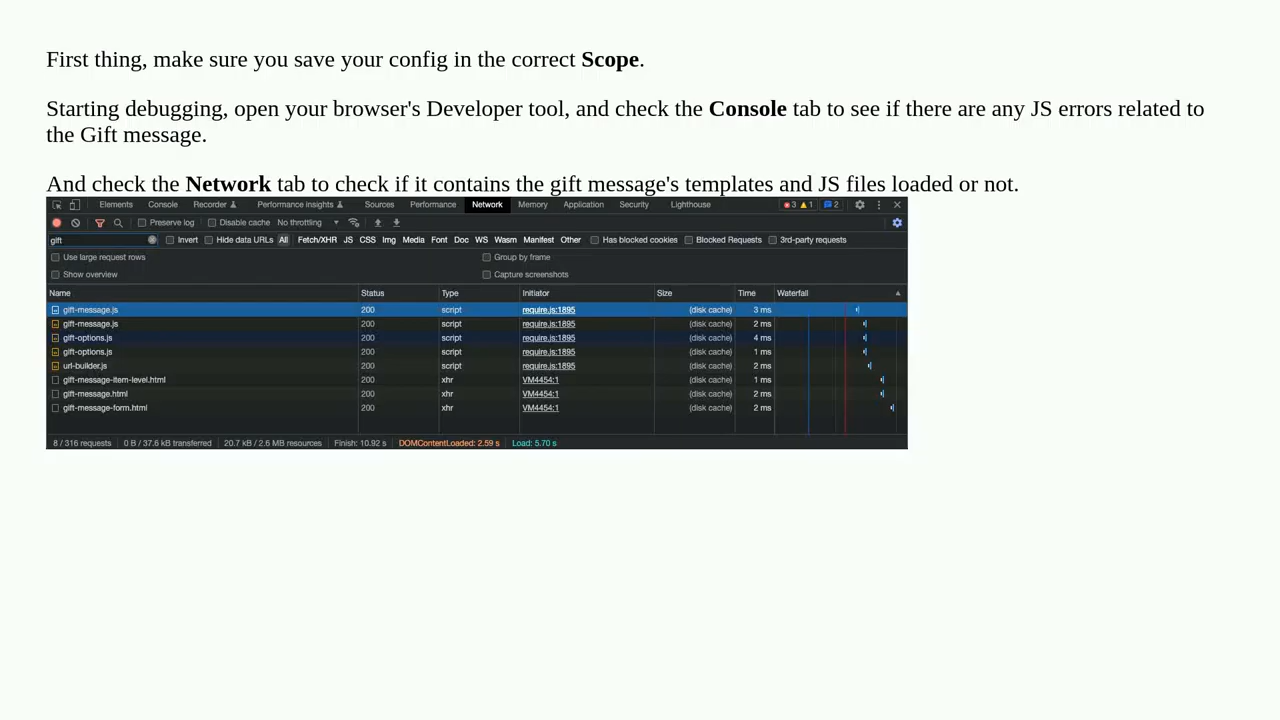 First thing, make sure you save your config in the correct Scope.
Starting debugging, open your browser's Developer tool, and check the Console tab to see if there are any JS errors related to
the Gift message.
And check the Network tab to check if it contains the gift message's templates and JS files loaded or not.
Elements Console Recorder Performance insights Sources Performance Network Memory Application Security Lighthouse 3 1 2
Preserve log Disable cache No throttling
gift Invert Hide data URLs All Fetch/XHR JS CSS Img Media Font Doc WS Wasm Manifest Other Has blocked cookies Blocked Requests 3rd-party requests
Use large request rows Group by frame
Show overview Capture screenshots
Name Status Type Initiator Size Time Waterfall
gift-message.js 200 script require.js:1895 (disk cache) 3 ms
gift-message.js 200 script require.js:1895 (disk cache) 2 ms
gift-options.js 200 script require.js:1895 (disk cache) 4 ms
gift-options.js 200 script require.js:1895 (disk cache) 1 ms
url-builder.js 200 script require.js:1895 (disk cache) 2 ms
gift-message-item-level.html 200 xhr VM4454:1 (disk cache) 1 ms
gift-message.html 200 xhr VM4454:1 (disk cache) 2 ms
gift-message-form.html 200 xhr VM4454:1 (disk cache) 2 ms
8 / 316 requests 0 B / 37.6 kB transferred 20.7 kB / 2.6 MB resources Finish: 10.92 s DOMContentLoaded: 2.59 s Load: 5.70 s